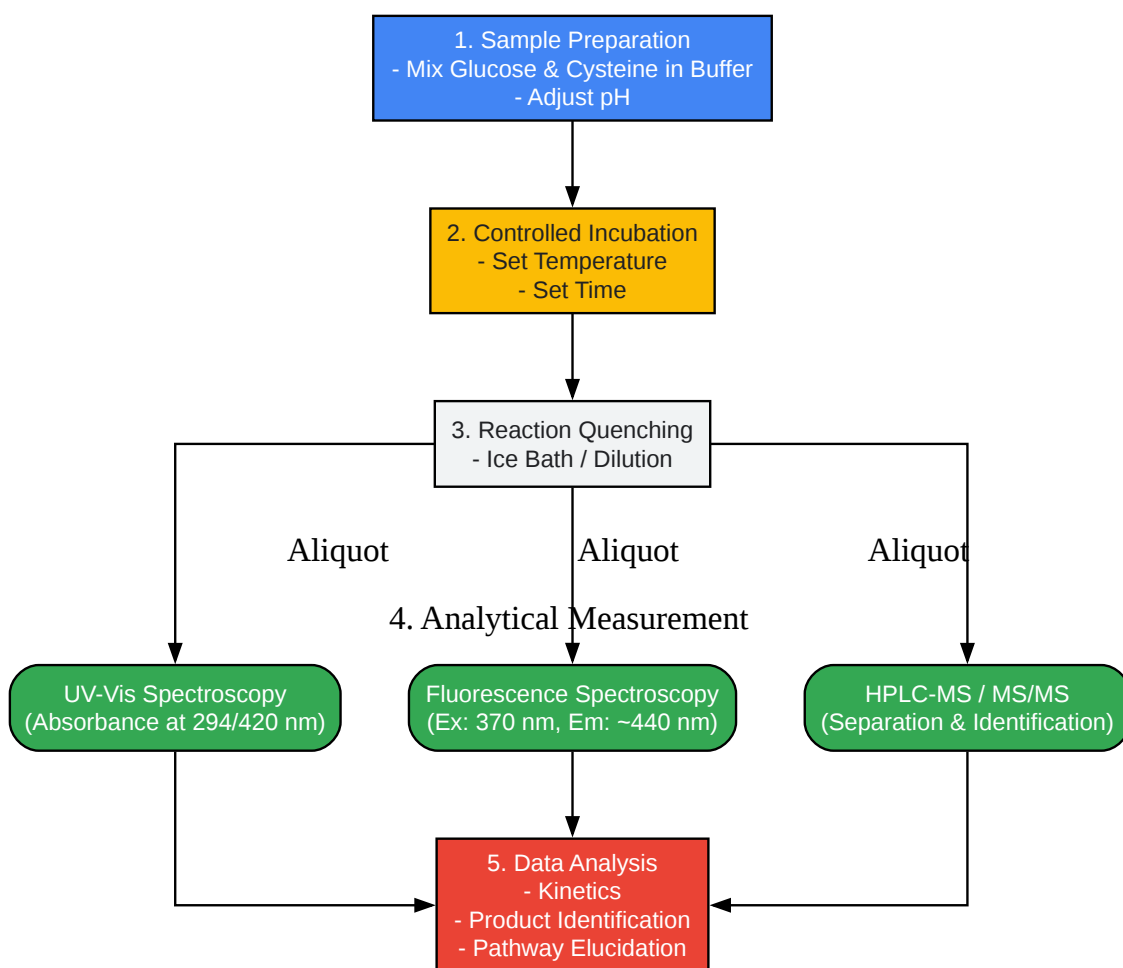 1. Sample Preparation
- Mix Glucose & Cysteine in Buffer
- Adjust pH
2. Controlled Incubation
- Set Temperature
- Set Time
3. Reaction Quenching
- Ice Bath / Dilution
Aliquot
Aliquot
Aliquot
4. Analytical Measurement
UV-Vis Spectroscopy
(Absorbance at 294/420 nm)
Fluorescence Spectroscopy
(Ex: 370 nm, Em: ~440 nm)
HPLC-MS / MS/MS
(Separation & Identification)
5. Data Analysis
- Kinetics
- Product Identification
- Pathway Elucidation